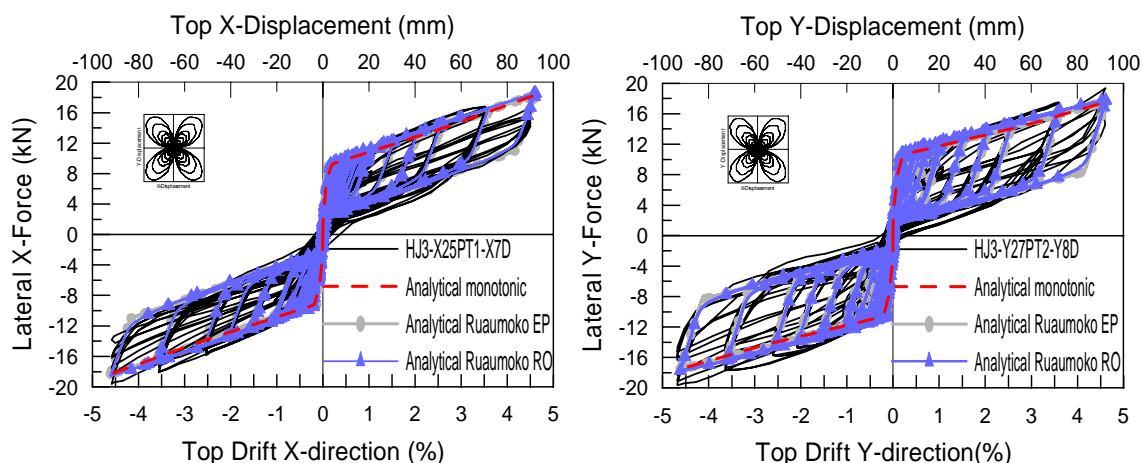 Top X-Displacement (mm)
-100 -80 -60 -40 -20 0 20 40 60 80 100
20
16
12
8
4
0
-4
-8
-12
-16
-20
Lateral X-Force (kN)
Y-Displacement
X-Displacement
HJ3-X25PT1-X7D
Analytical monotonic
Analytical Ruaumoko EP
Analytical Ruaumoko RO
-5 -4 -3 -2 -1 0 1 2 3 4 5
Top Drift X-direction (%)
Top Y-Displacement (mm)
-100 -80 -60 -40 -20 0 20 40 60 80 100
20
16
12
8
4
0
-4
-8
-12
-16
-20
Lateral Y-Force (kN)
Y-Displacement
X-Displacement
HJ3-Y27PT2-Y8D
Analytical monotonic
Analytical Ruaumoko EP
Analytical Ruaumoko RO
-5 -4 -3 -2 -1 0 1 2 3 4 5
Top Drift Y-direction(%)